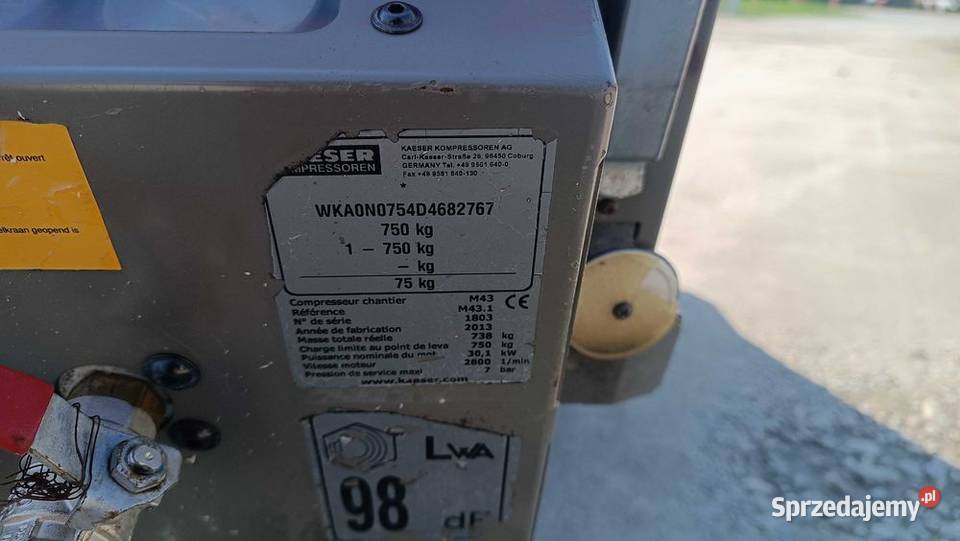 ouvert
elkraan geopend is
KAESER
KOMPRESSOREN
KAESER KOMPRESSOREN AG
Carl-Kaeser-Straße 26, 96450 Coburg
GERMANY Tel. +49 9561 640-0
Fax +49 9561 640-130
*
WKA0N0754D4682767
750 kg
1 – 750 kg
– kg
75 kg
Compresseur chantier M43 CE
Référence M43.1
N° de série 1803
Année de fabrication 2013
Masse totale réelle 738 kg
Charge limite au point de leva 750 kg
Puissance nominale du mot. 30,1 kW
Vitesse moteur 2800 1/min
Pression de service maxi 7 bar
www.kaeser.com
LWA
98
Sprzedajemy.pl